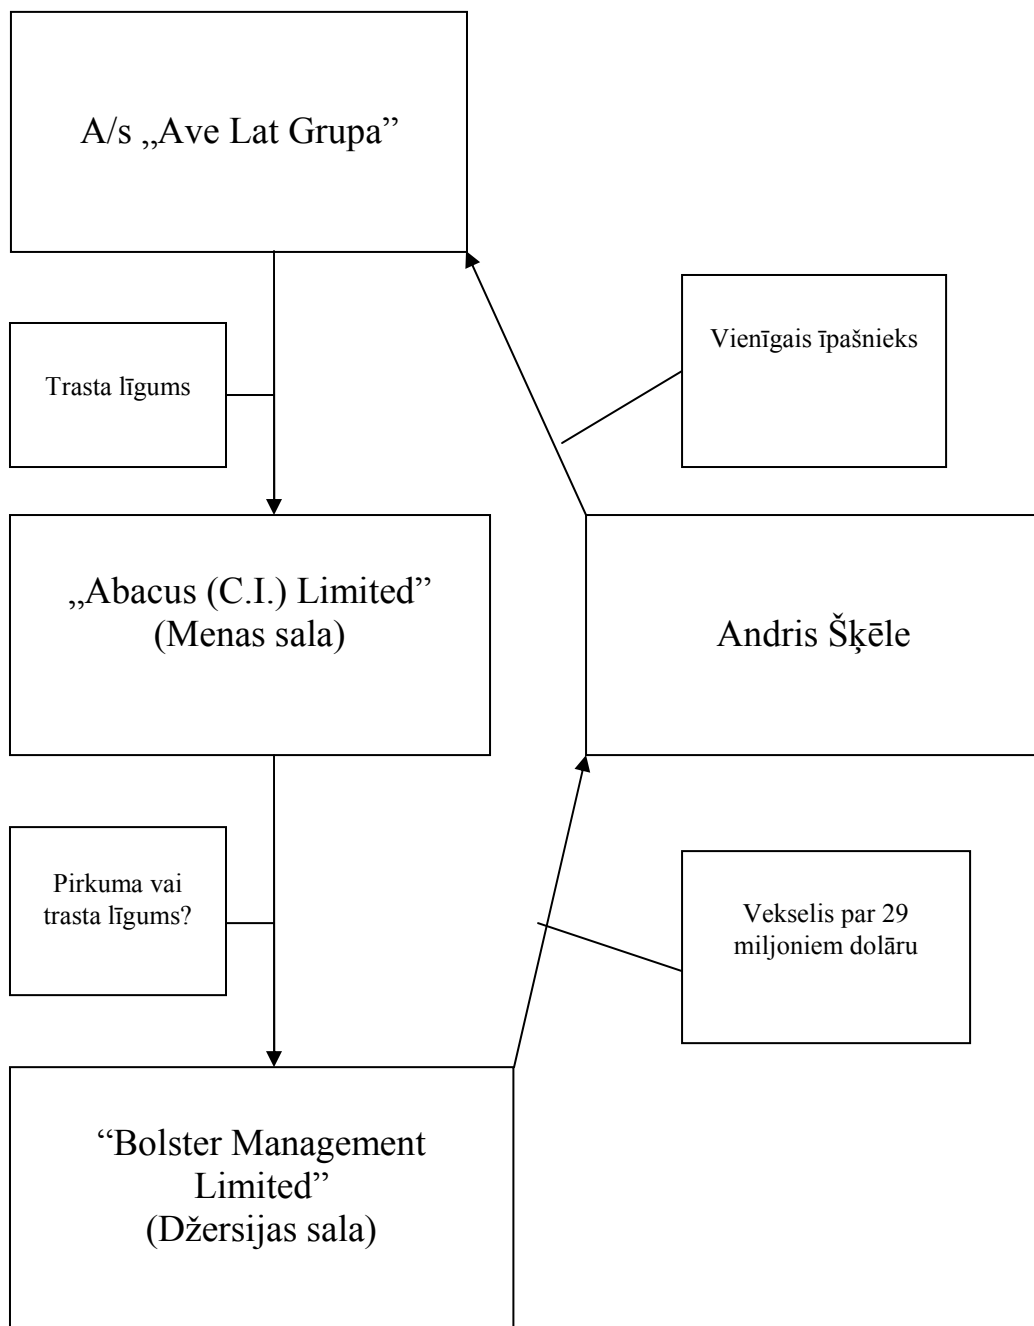 A/s „Ave Lat Grupa”
Vienīgais īpašnieks
Trasta līgums
„Abacus (C.I.) Limited”
(Menas sala)
Andris Šķēle
Pirkuma vai
trasta līgums?
Vekselis par 29
miljoniem dolāru
“Bolster Management
Limited”
(Džersijas sala)